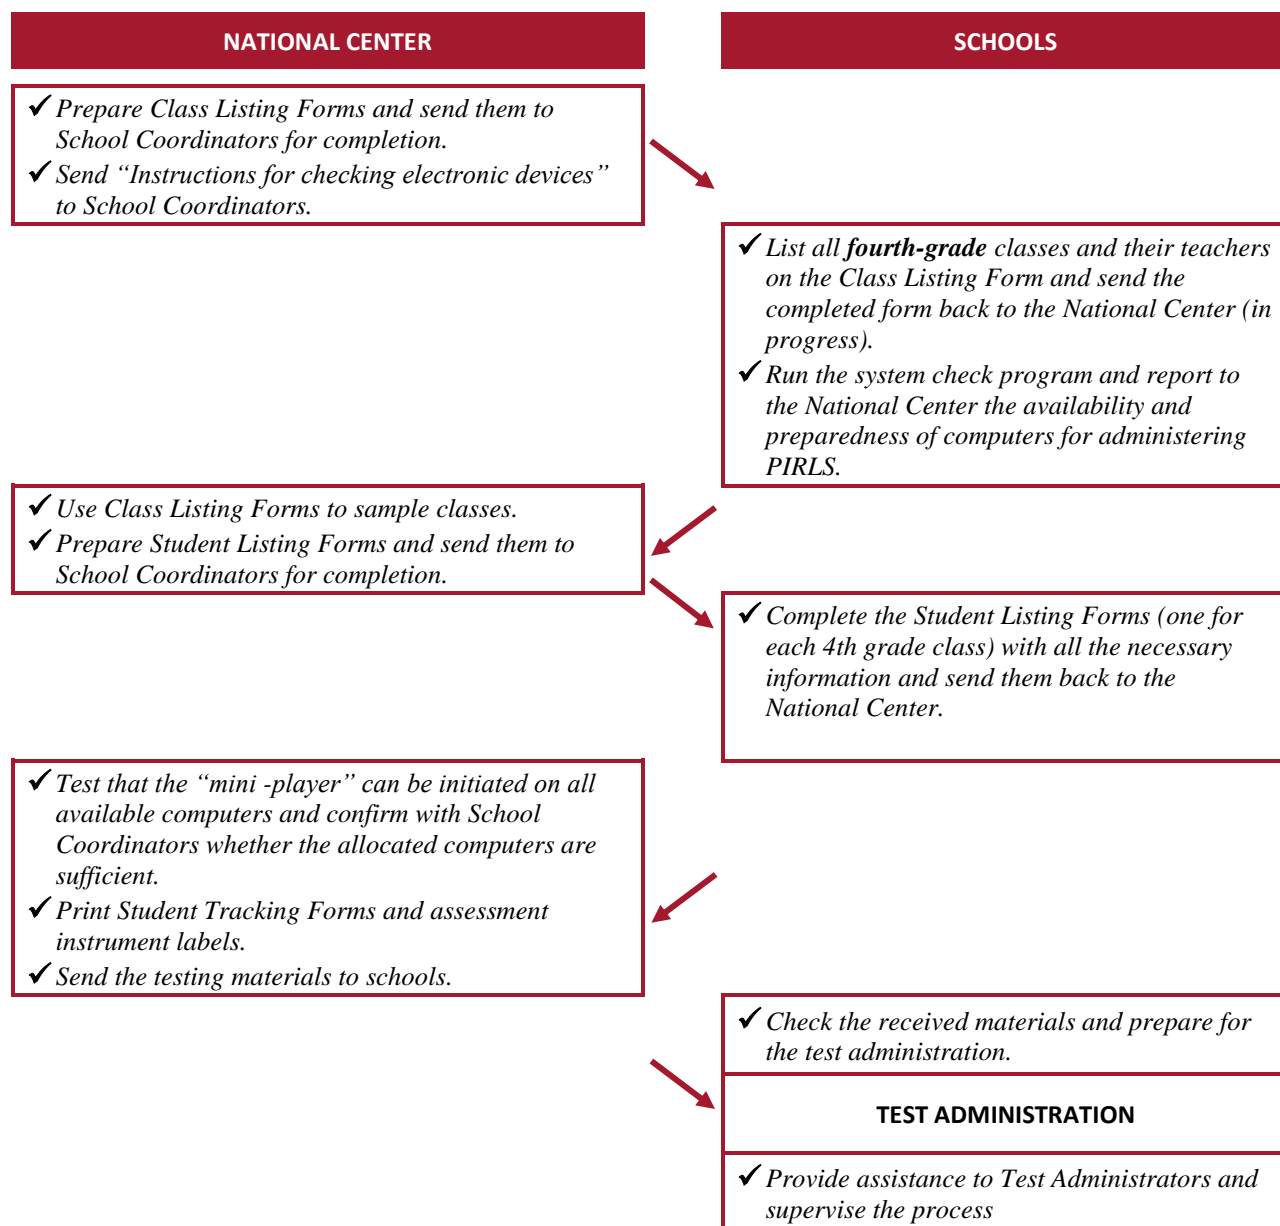 NATIONAL CENTER
SCHOOLS
✓ Prepare Class Listing Forms and send them to
School Coordinators for completion.
✓ Send “Instructions for checking electronic devices”
to School Coordinators.
✓ List all fourth-grade classes and their teachers
on the Class Listing Form and send the
completed form back to the National Center (in
progress).
✓ Run the system check program and report to
the National Center the availability and
preparedness of computers for administering
PIRLS.
✓ Use Class Listing Forms to sample classes.
✓ Prepare Student Listing Forms and send them to
School Coordinators for completion.
✓ Complete the Student Listing Forms (one for
each 4th grade class) with all the necessary
information and send them back to the
National Center.
✓ Test that the “mini -player” can be initiated on all
available computers and confirm with School
Coordinators whether the allocated computers are
sufficient.
✓ Print Student Tracking Forms and assessment
instrument labels.
✓ Send the testing materials to schools.
✓ Check the received materials and prepare for
the test administration.
TEST ADMINISTRATION
✓ Provide assistance to Test Administrators and
supervise the process